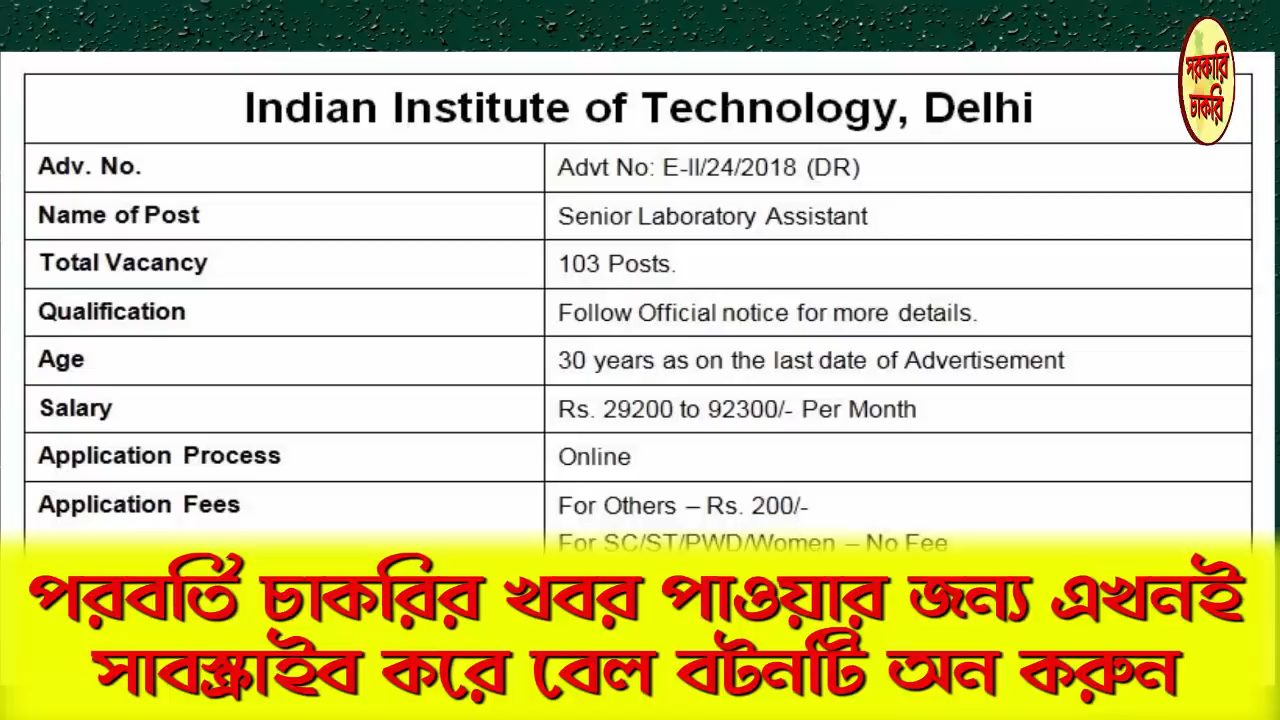 সরকারি
চাকরি
Indian Institute of Technology, Delhi
Adv. No. Advt No: E-II/24/2018 (DR)
Name of Post Senior Laboratory Assistant
Total Vacancy 103 Posts.
Qualification Follow Official notice for more details.
Age 30 years as on the last date of Advertisement
Salary Rs. 29200 to 92300/- Per Month
Application Process Online
Application Fees For Others – Rs. 200/-
For SC/ST/PWD/Women – No Fee
পরবর্তি চাকরির খবর পাওয়ার জন্য এখনই
সাবস্ক্রাইব করে বেল বটনটি অন করুন